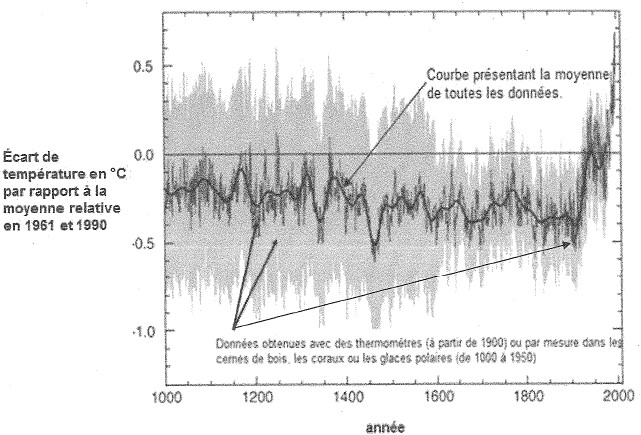 0.5
Courbe présentant la moyenne
de toutes les données.
0.0
Écart de
température en °C
par rapport à la
moyenne relative
en 1961 et 1990
-0.5
-1.0
Données obtenues avec des thermomètres (à partir de 1900) ou par mesure dans les
cernes de bois, les coraux ou les glaces polaires (de 1000 à 1950)
1000 1200 1400 1600 1800 2000
année